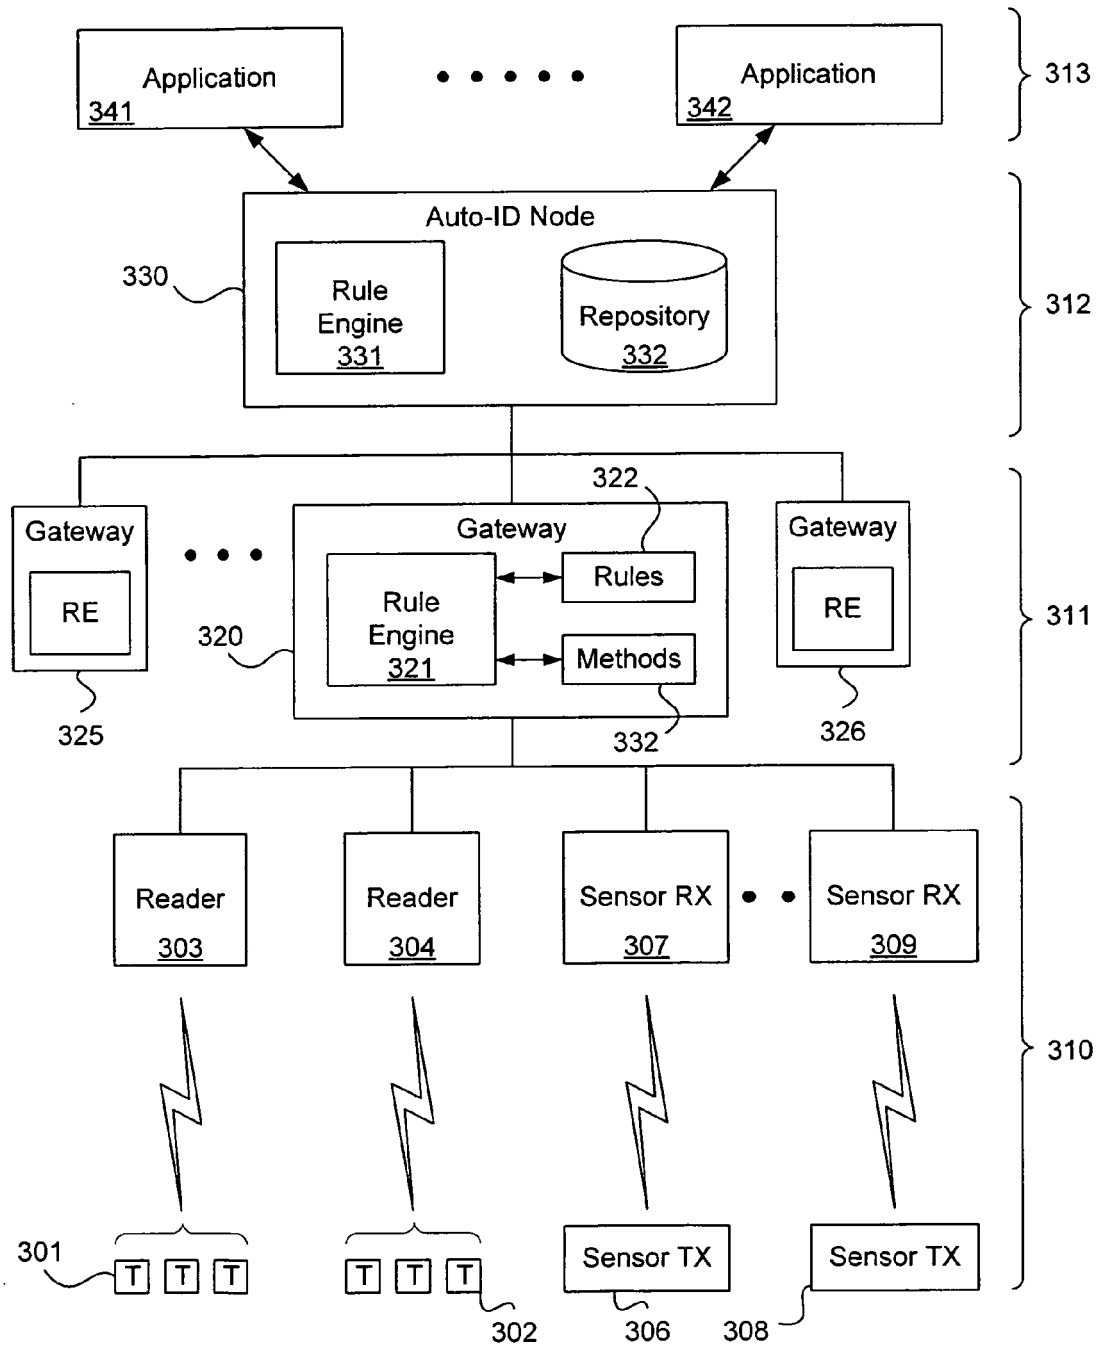 Application
341
Application
342
313
Auto-ID Node
330
Rule
Engine
331
Repository
332
312
322
Gateway
RE
325
Gateway
320
Rule
Engine
321
Rules
Methods
332
Gateway
RE
326
311
Reader
303
Reader
304
Sensor RX
307
Sensor RX
309
310
301
T T T
T T T
302
Sensor TX
306
Sensor TX
308